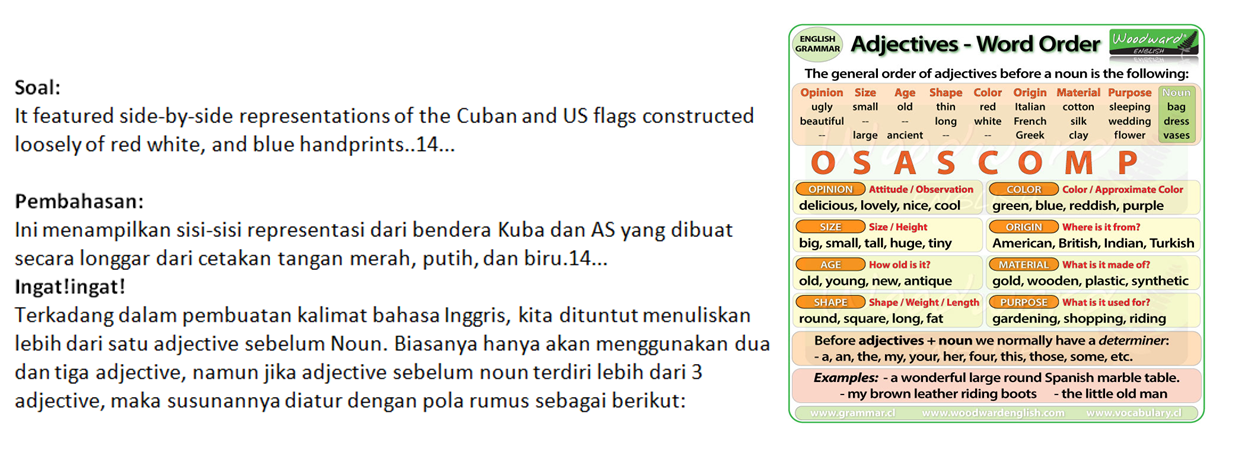 Soal:
It featured side-by-side representations of the Cuban and US flags constructed
loosely of red white, and blue handprints..14...
Pembahasan:
Ini menampilkan sisi-sisi representasi dari bendera Kuba dan AS yang dibuat
secara longgar dari cetakan tangan merah, putih, dan biru.14...
Ingat!ingat!
Terkadang dalam pembuatan kalimat bahasa Inggris, kita dituntut menuliskan
lebih dari satu adjective sebelum Noun. Biasanya hanya akan menggunakan dua
dan tiga adjective, namun jika adjective sebelum noun terdiri lebih dari 3
adjective, maka susunannya diatur dengan pola rumus sebagai berikut:
ENGLISH
GRAMMAR
Adjectives - Word Order
Woodward®
ENGLISH
The general order of adjectives before a noun is the following:
Opinion Size Age Shape Color Origin Material Purpose Noun
ugly small old thin red Italian cotton sleeping bag
beautiful -- -- long white French silk wedding dress
-- large ancient -- -- Greek clay flower vases
O S A S C O M P
OPINION Attitude / Observation
delicious, lovely, nice, cool
COLOR Color / Approximate Color
green, blue, reddish, purple
SIZE Size / Height
big, small, tall, huge, tiny
ORIGIN Where is it from?
American, British, Indian, Turkish
AGE How old is it?
old, young, new, antique
MATERIAL What is it made of?
gold, wooden, plastic, synthetic
SHAPE Shape / Weight / Length
round, square, long, fat
PURPOSE What is it used for?
gardening, shopping, riding
Before adjectives + noun we normally have a determiner:
- a, an, the, my, your, her, four, this, those, some, etc.
Examples: - a wonderful large round Spanish marble table.
- my brown leather riding boots - the little old man
www.grammar.cl www.woodwardenglish.com www.vocabulary.cl